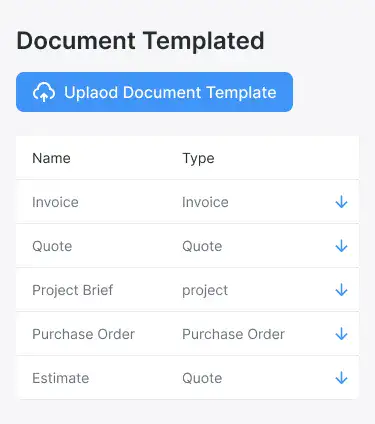 Document Templated
Uplaod Document Template
Name Type
Invoice Invoice
Quote Quote
Project Brief project
Purchase Order Purchase Order
Estimate Quote